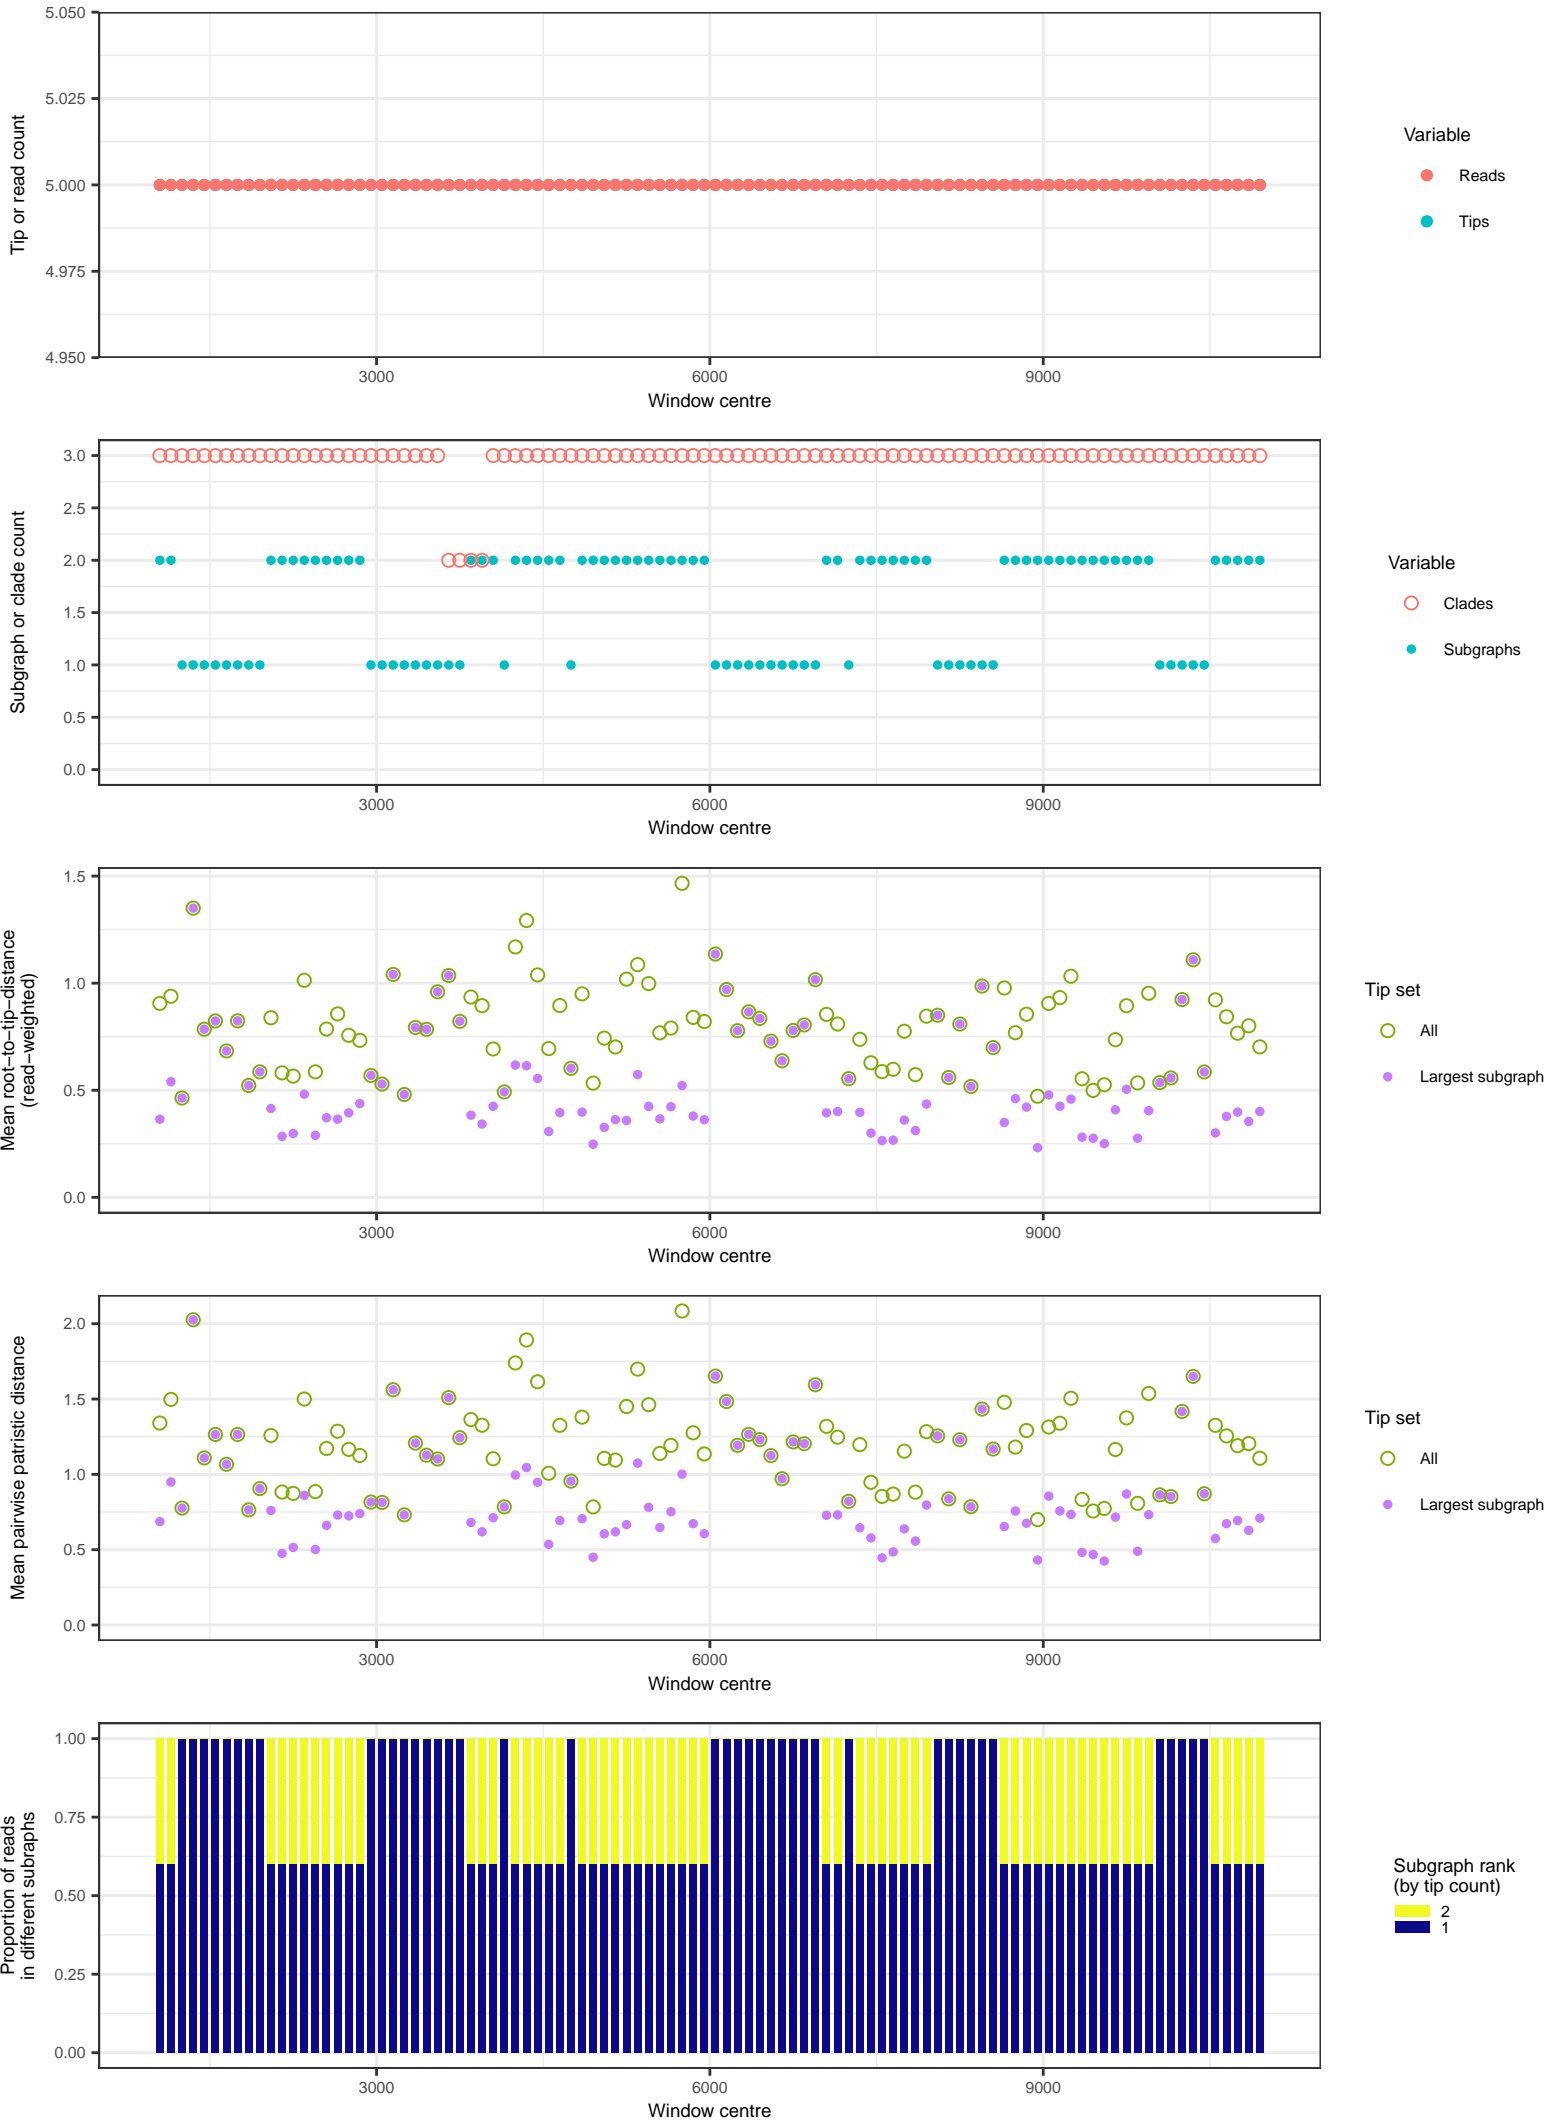 5.050
5.025
5.000
4.975
4.950
Tip or read count
3000
6000
9000
Window centre
Variable
Reads
Tips
3.0
2.5
2.0
1.5
1.0
0.5
0.0
Subgraph or clade count
3000
6000
9000
Window centre
Variable
Clades
Subgraphs
1.5
1.0
0.5
0.0
Mean root−to−tip−distance
(read−weighted)
3000
6000
9000
Window centre
Tip set
All
Largest subgraph
2.0
1.5
1.0
0.5
0.0
Mean pairwise patristic distance
3000
6000
9000
Window centre
Tip set
All
Largest subgraph
1.00
0.75
0.50
0.25
0.00
Proportion of reads
in different subraphs
3000
6000
9000
Window centre
Subgraph rank
(by tip count)
2
1